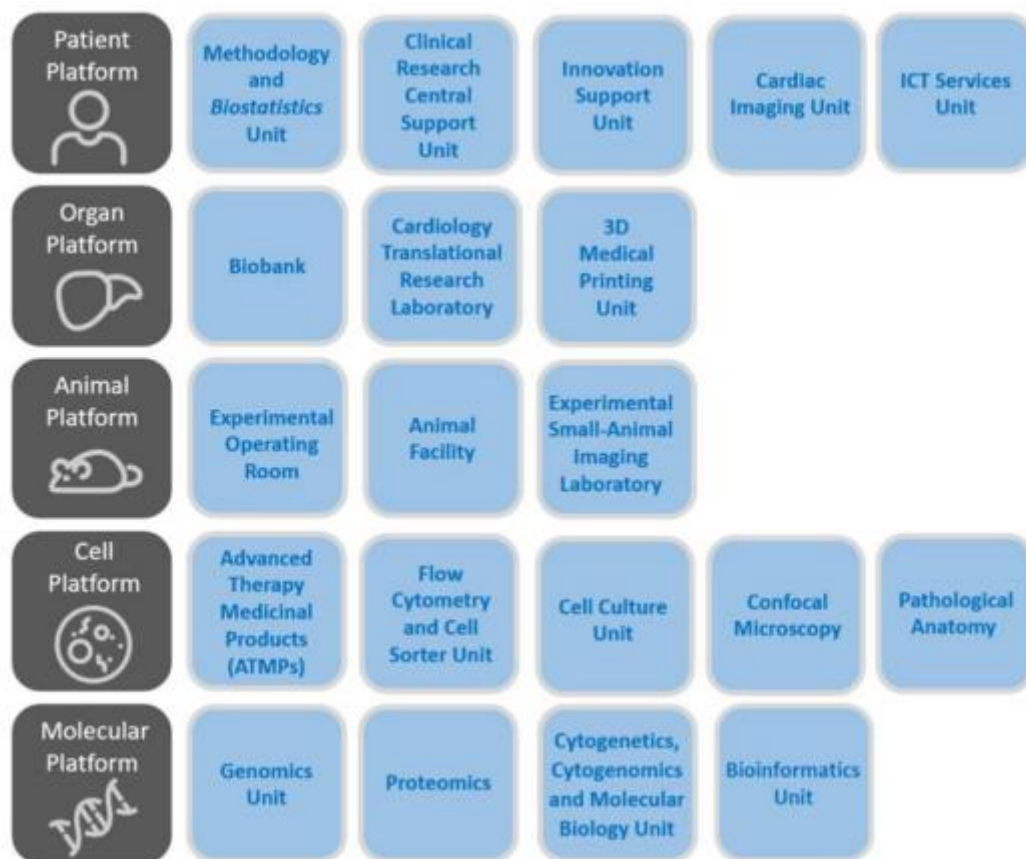 Patient
Platform
Methodology
and
Biostatistics
Unit
Clinical
Research
Central
Support
Unit
Innovation
Support
Unit
Cardiac
Imaging Unit
ICT Services
Unit
Organ
Platform
Biobank
Cardiology
Translational
Research
Laboratory
3D
Medical
Printing
Unit
Animal
Platform
Experimental
Operating
Room
Animal
Facility
Experimental
Small-Animal
Imaging
Laboratory
Cell
Platform
Advanced
Therapy
Medicinal
Products
(ATMPs)
Flow
Cytometry
and Cell
Sorter Unit
Cell Culture
Unit
Confocal
Microscopy
Pathological
Anatomy
Molecular
Platform
Genomics
Unit
Proteomics
Cytogenetics,
Cytogenomics
and Molecular
Biology Unit
Bioinformatics
Unit